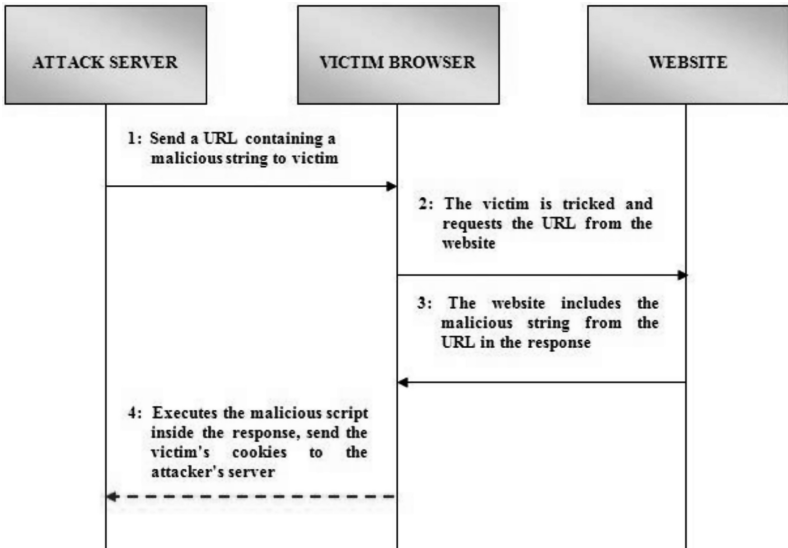 ATTACK SERVER
VICTIM BROWSER
WEBSITE
1: Send a URL containing a
malicious string to victim
2: The victim is tricked and
requests the URL from the
website
3: The website includes the
malicious string from the
URL in the response
4: Executes the malicious script
inside the response, send the
victim's cookies to the
attacker's server